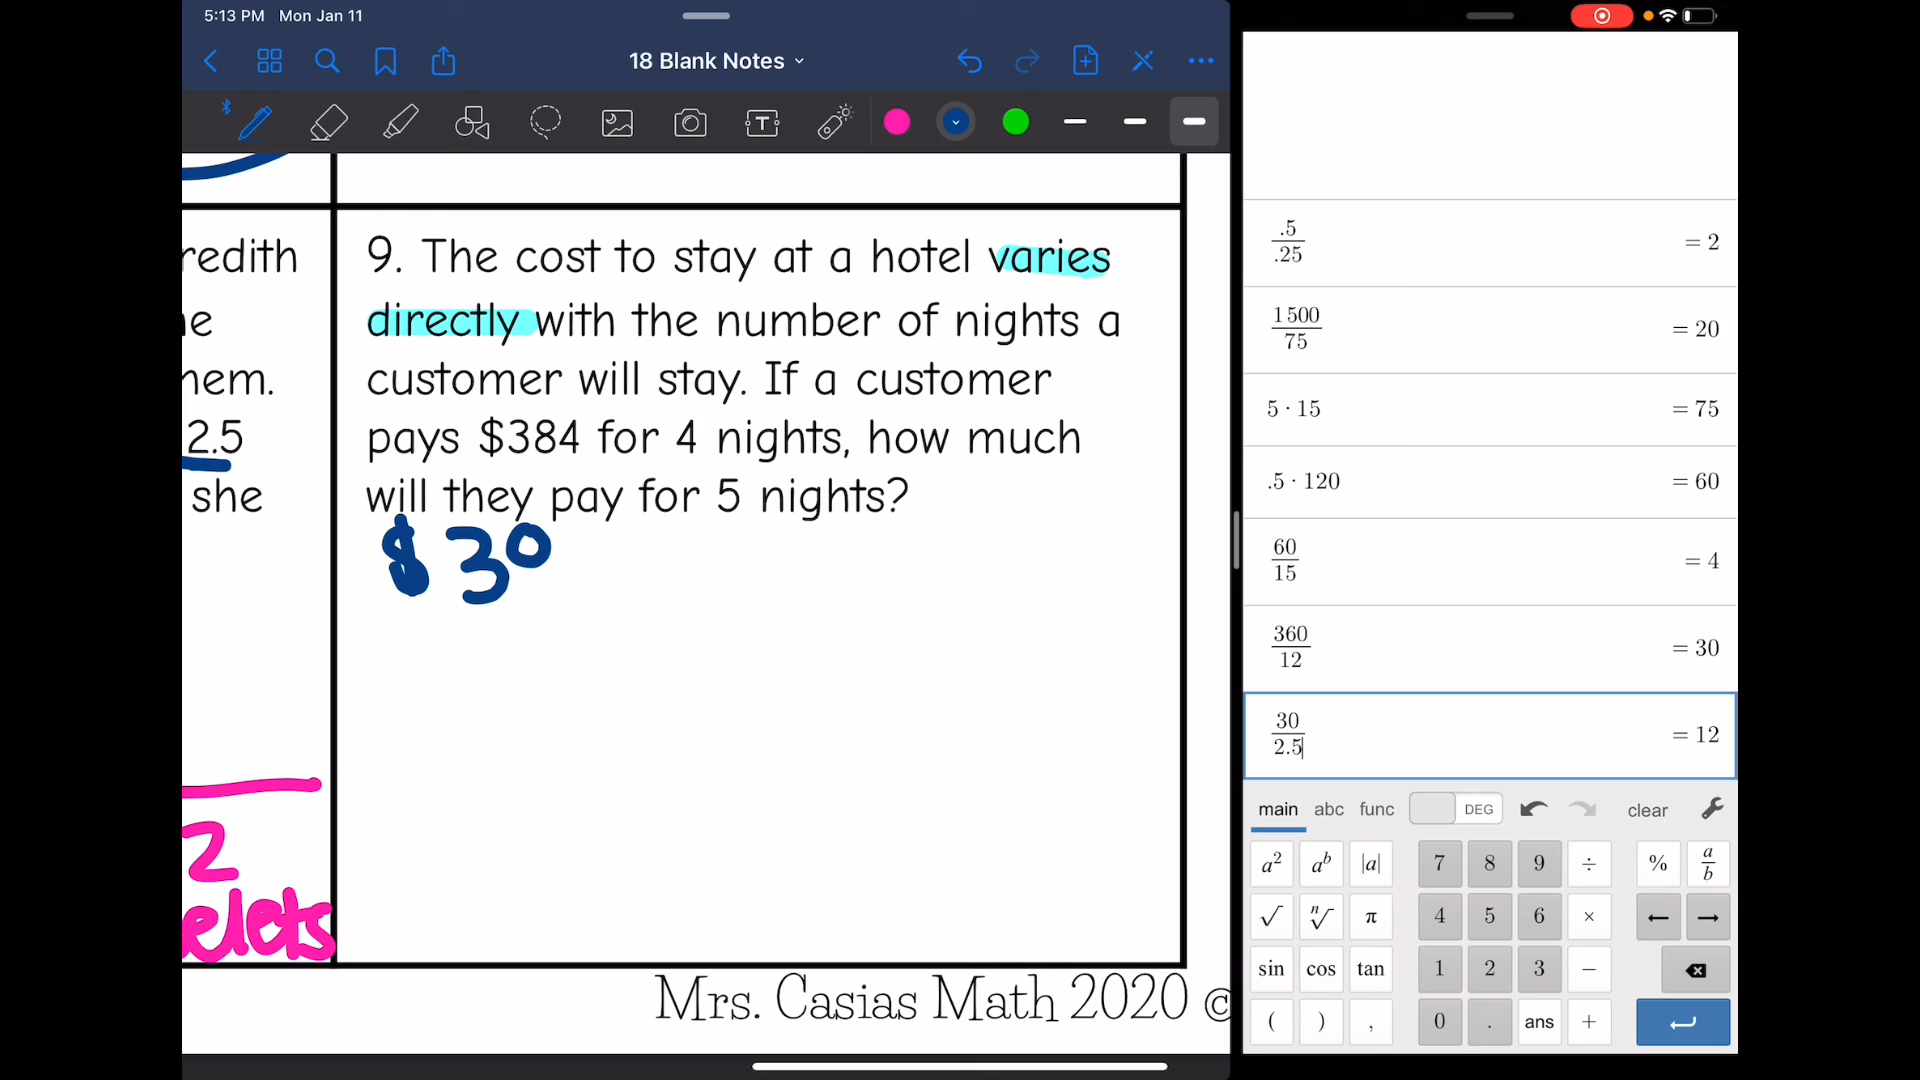 5:13 PM Mon Jan 11
18 Blank Notes
T
redith
e
em.
2.5
she
2
elets
9. The cost to stay at a hotel varies
directly with the number of nights a
customer will stay. If a customer
pays $384 for 4 nights, how much
will they pay for 5 nights?
$ 30
Mrs. Casias Math 2020 ©
.5
.25
= 2
1500
75
= 20
5 · 15 = 75
.5 · 120 = 60
60
15
= 4
360
12
= 30
30
2.5
= 12
main abc func DEG clear
a² aᵇ |a| 7 8 9 ÷ % a/b
√ ⁿ√ π 4 5 6 × ← →
sin cos tan 1 2 3 −
( ) , 0 . ans +